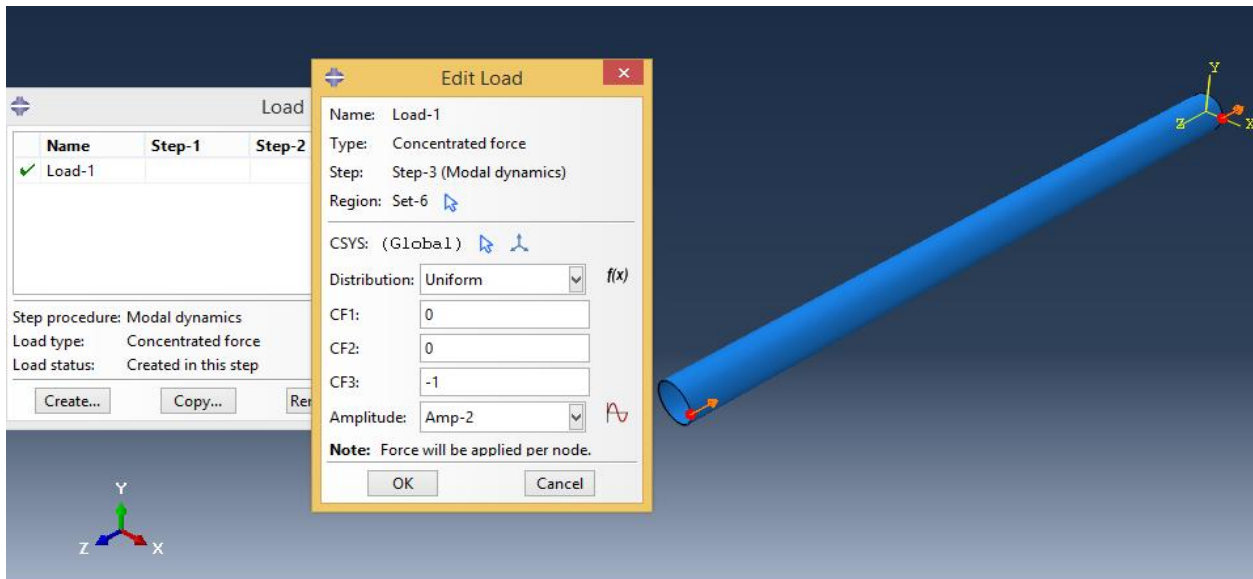 Edit Load
Load
Name Step-1 Step-2
Load-1
Step procedure: Modal dynamics
Load type: Concentrated force
Load status: Created in this step
Create... Copy... Rer
Name: Load-1
Type: Concentrated force
Step: Step-3 (Modal dynamics)
Region: Set-6
CSYS: (Global)
Distribution: Uniform f(x)
CF1: 0
CF2: 0
CF3: -1
Amplitude: Amp-2
Note: Force will be applied per node.
OK Cancel
Y
Z X
Y
Z X